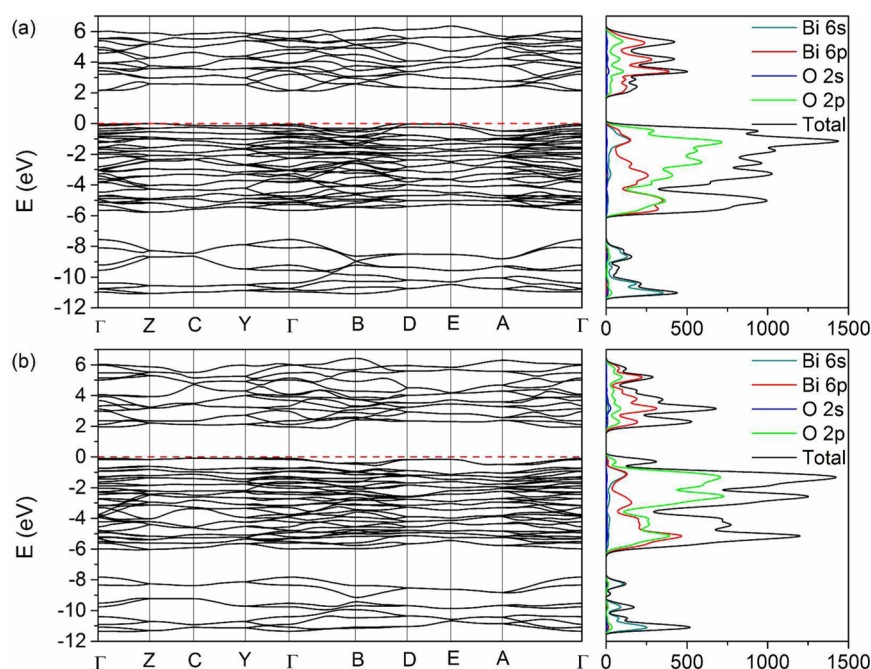 (a)
E (eV)
6
4
2
0
-2
-4
-6
-8
-10
-12
Γ Z C Y Γ B D E A Γ
Bi 6s
Bi 6p
O 2s
O 2p
Total
0 500 1000 1500
(b)
E (eV)
6
4
2
0
-2
-4
-6
-8
-10
-12
Γ Z C Y Γ B D E A Γ
Bi 6s
Bi 6p
O 2s
O 2p
Total
0 500 1000 1500